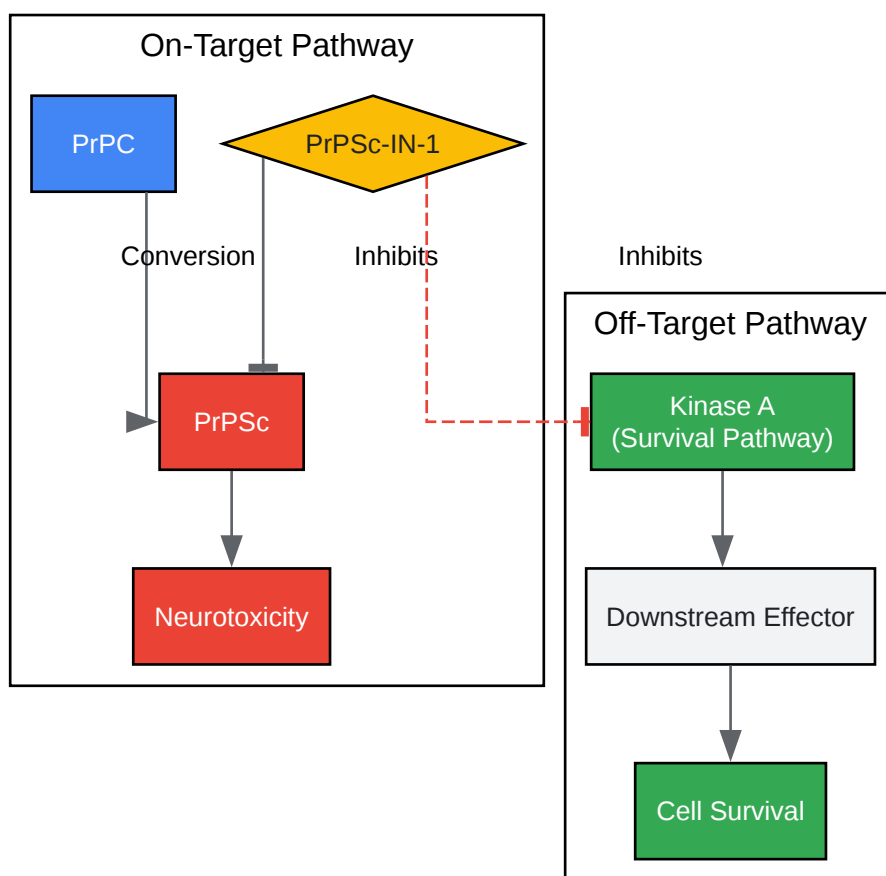 On-Target Pathway
PrPC
PrPSc-IN-1
Conversion
Inhibits
Inhibits
Off-Target Pathway
PrPSc
Kinase A
(Survival Pathway)
Neurotoxicity
Downstream Effector
Cell Survival